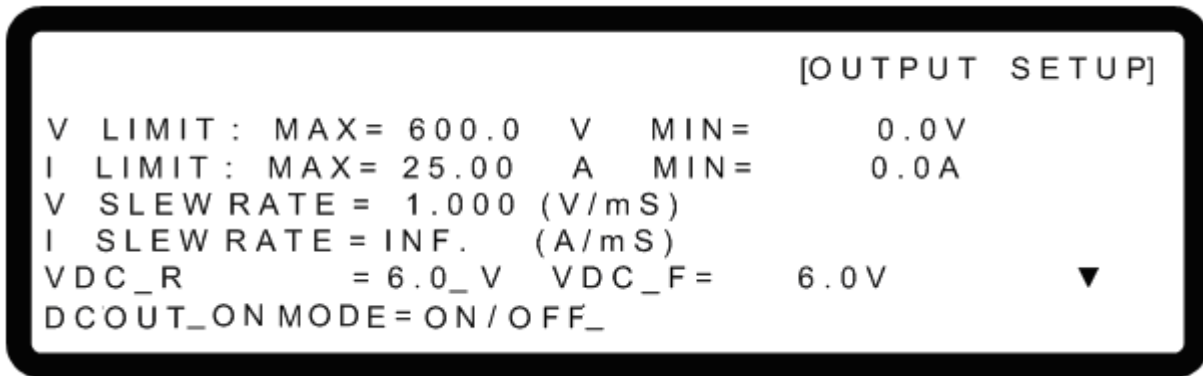 [OUTPUT SETUP]
V LIMIT: MAX= 600.0 V MIN= 0.0V
I LIMIT: MAX= 25.00 A MIN= 0.0A
V SLEW RATE = 1.000 (V/mS)
I SLEW RATE = INF. (A/mS)
VDC_R = 6.0_ V VDC_F= 6.0V ▼
DCOUT_ON MODE= ON/OFF_